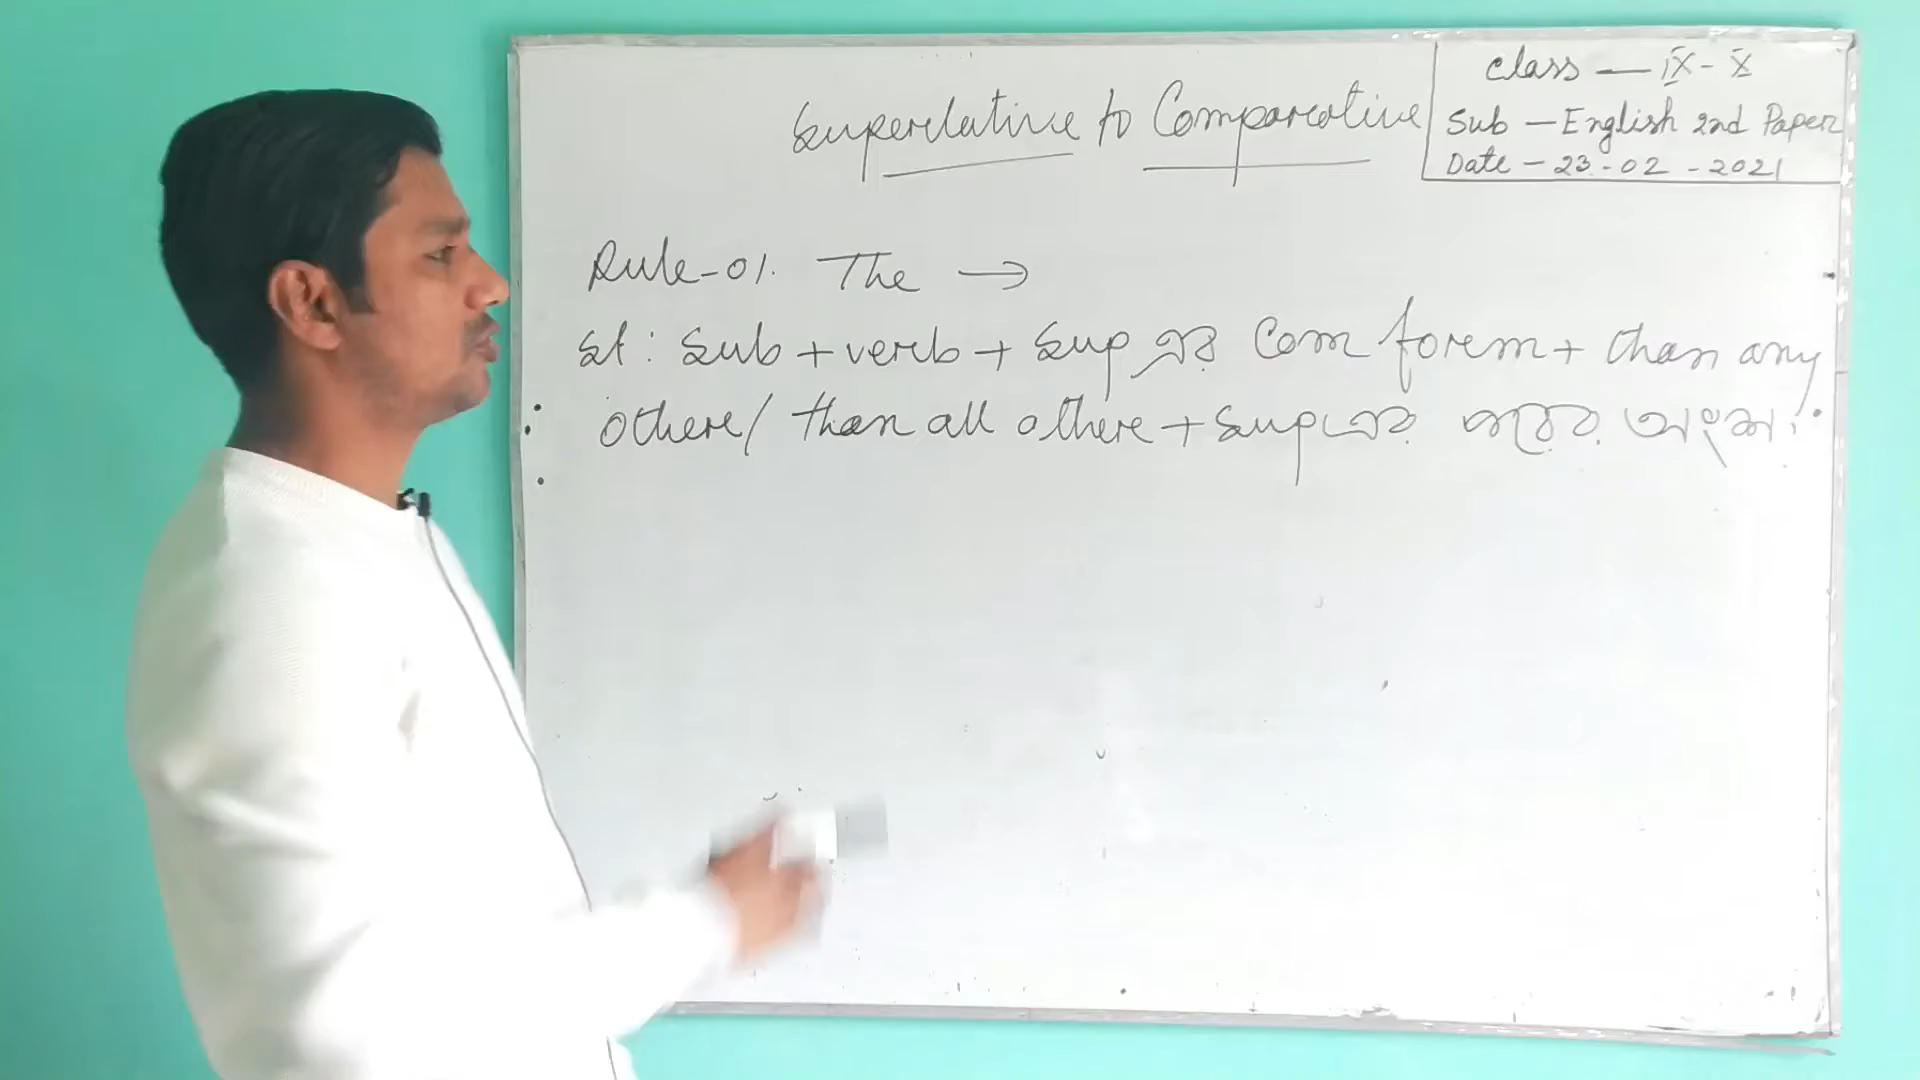 Superlative to Comparative
Class — IX - X
Sub — English 2nd Paper
Date - 23-02-2021
Rule-01. The →
st: Sub + verb + Sup এর Com form + than any
other/ than all other + Sup এর পরের অংশ।